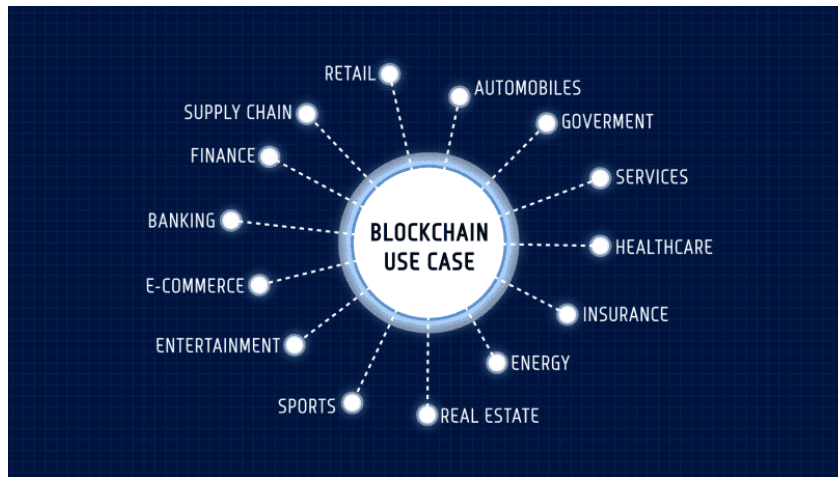 RETAIL
AUTOMOBILES
SUPPLY CHAIN
GOVERMENT
FINANCE
SERVICES
BANKING
BLOCKCHAIN
USE CASE
HEALTHCARE
E-COMMERCE
INSURANCE
ENTERTAINMENT
ENERGY
SPORTS
REAL ESTATE